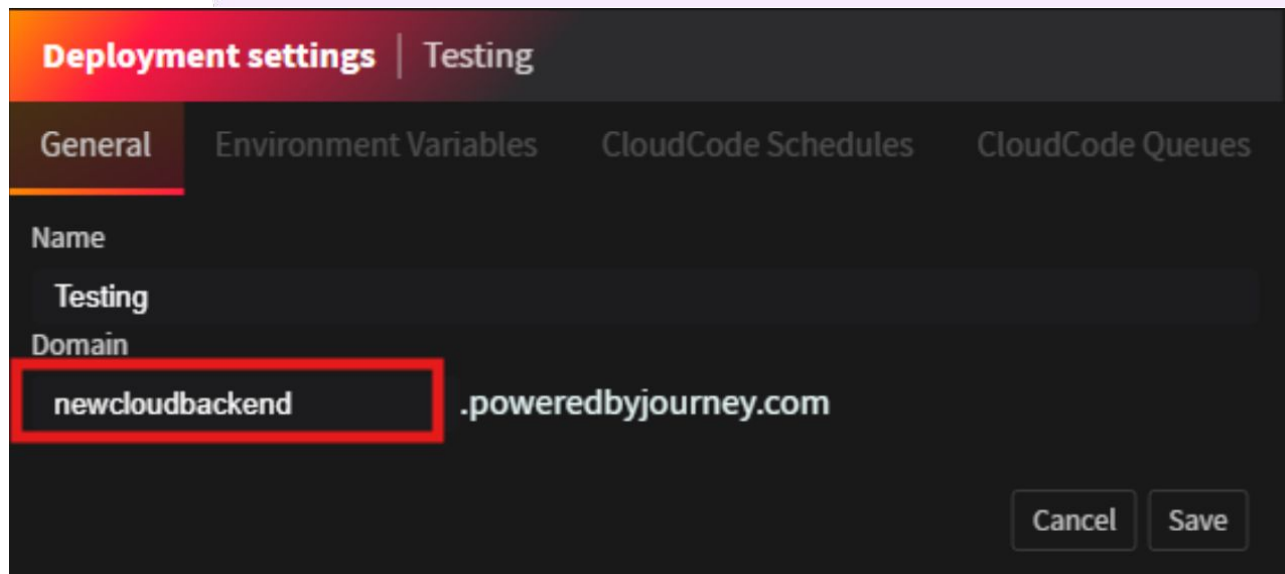 Deployment settings | Testing
General Environment Variables CloudCode Schedules CloudCode Queues
Name
Testing
Domain
newcloudbackend .poweredbyjourney.com
Cancel Save